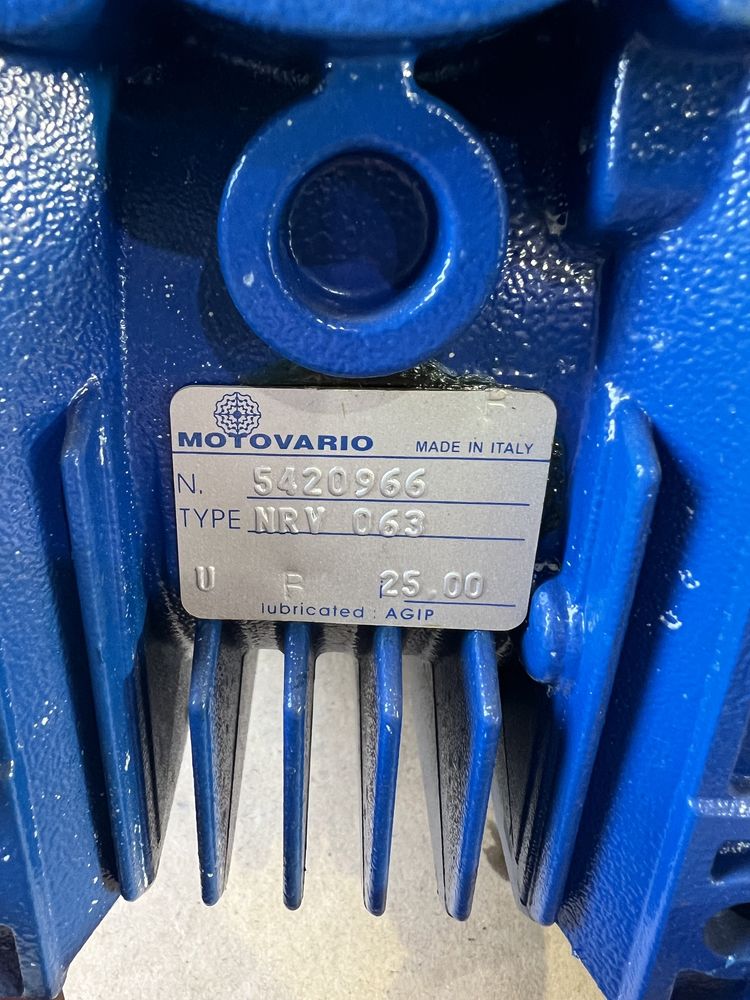 MOTOVARIO MADE IN ITALY
N. 5420966
TYPE NRV 063
U 25.00
lubricated : AGIP